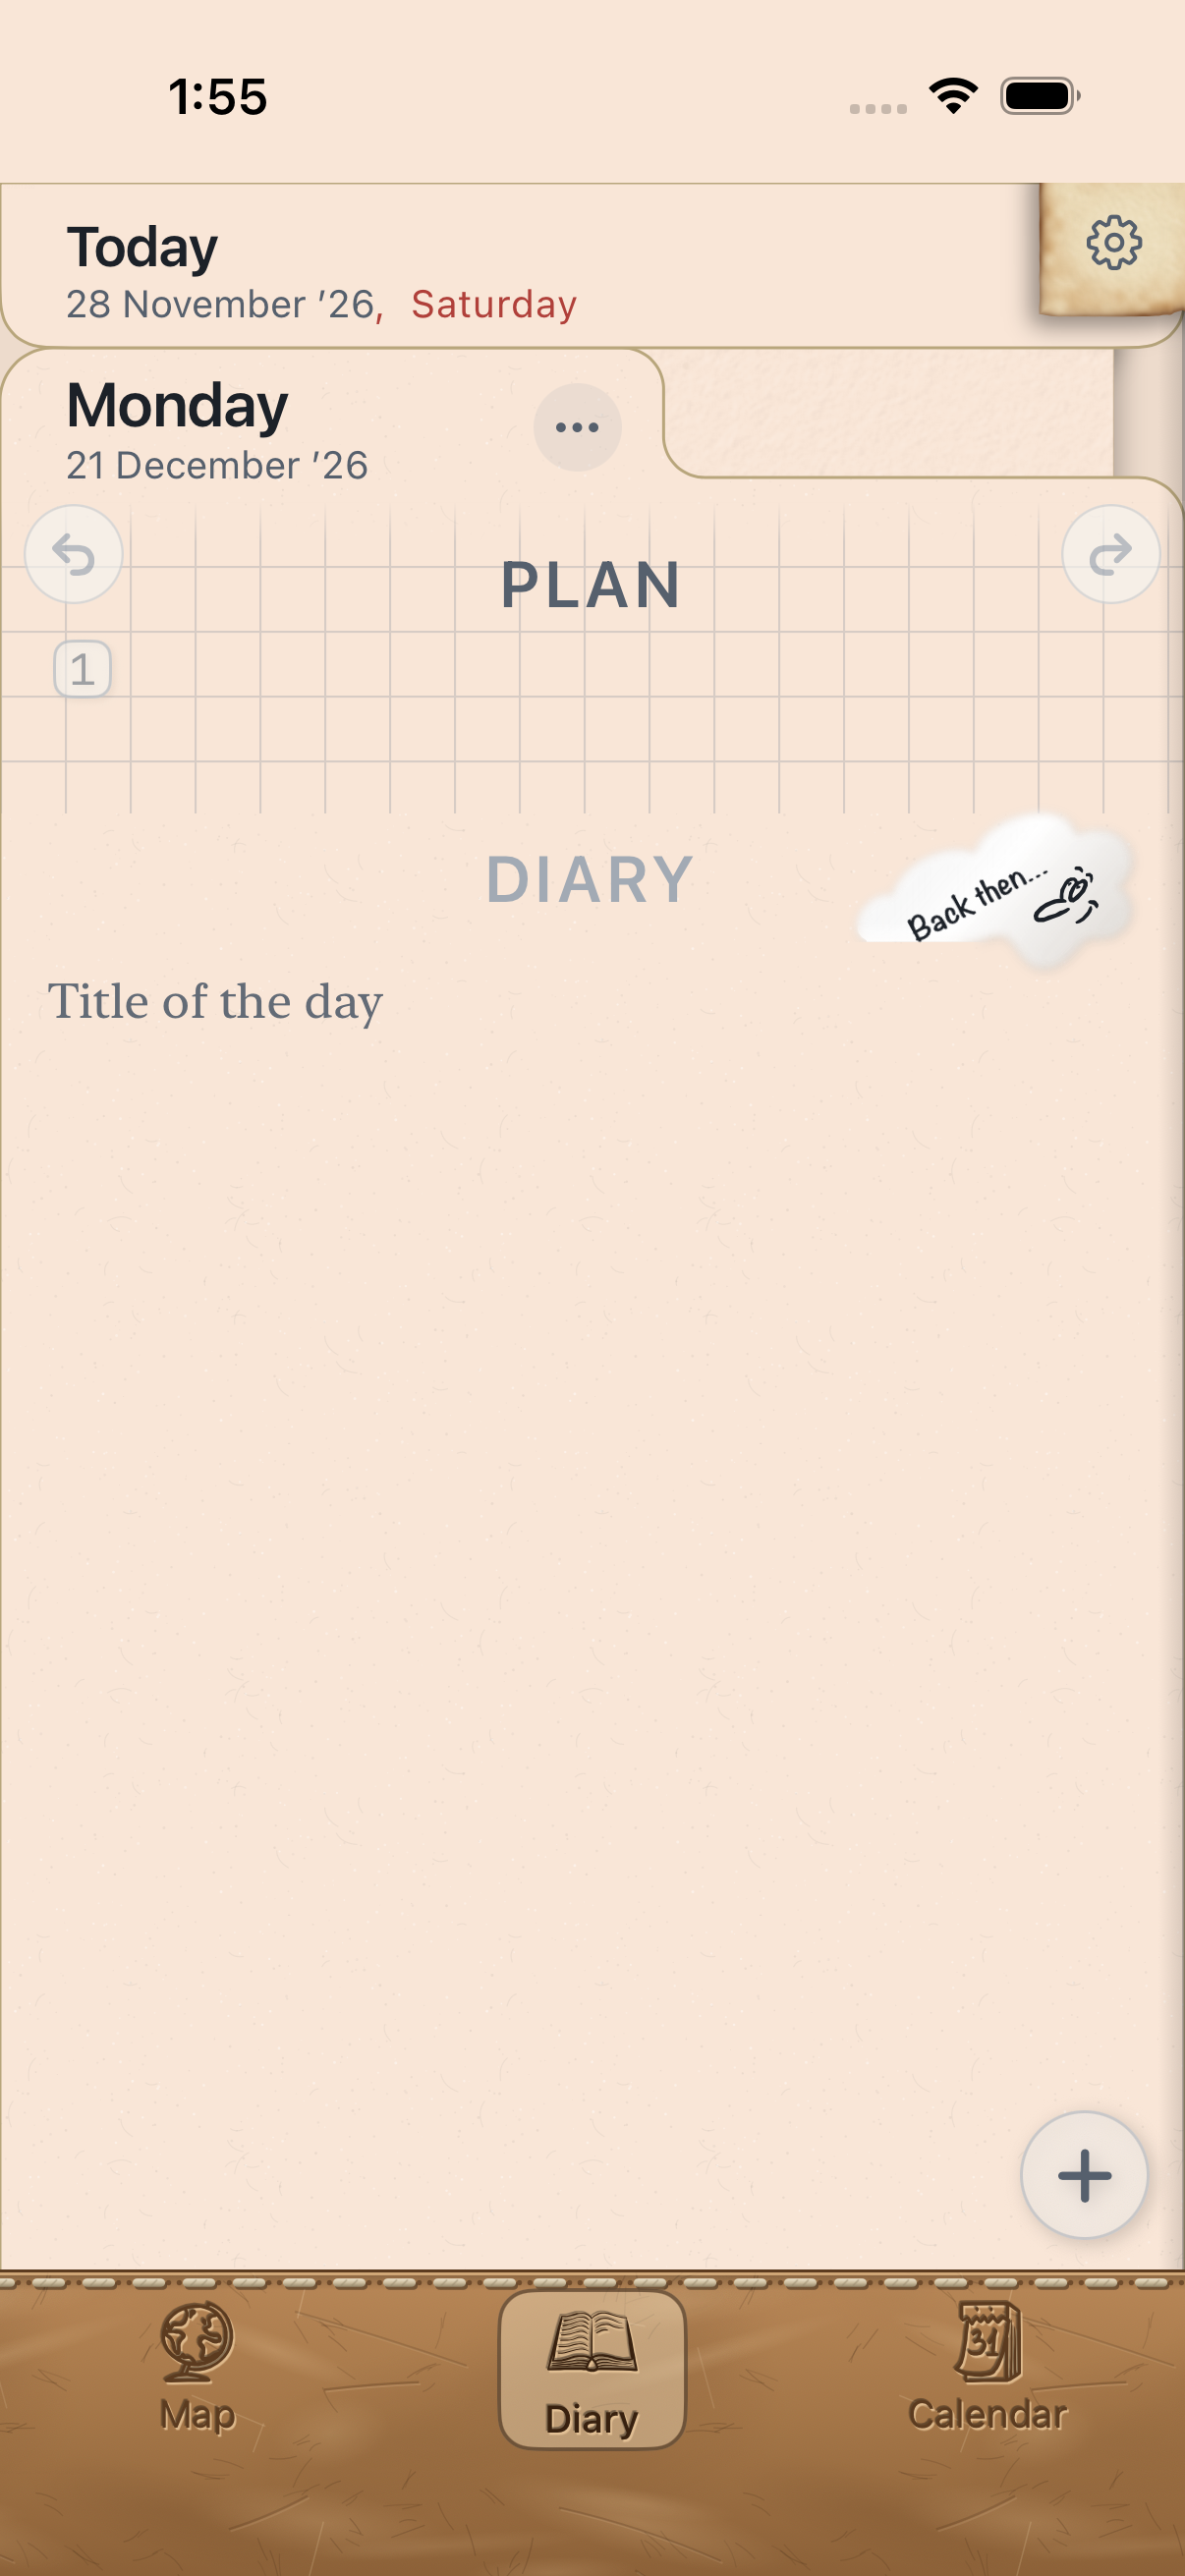 1:55
Today
28 November ’26, Saturday
Monday
21 December ’26
PLAN
1
DIARY
Back then...
Title of the day
31
Map
Diary
Calendar